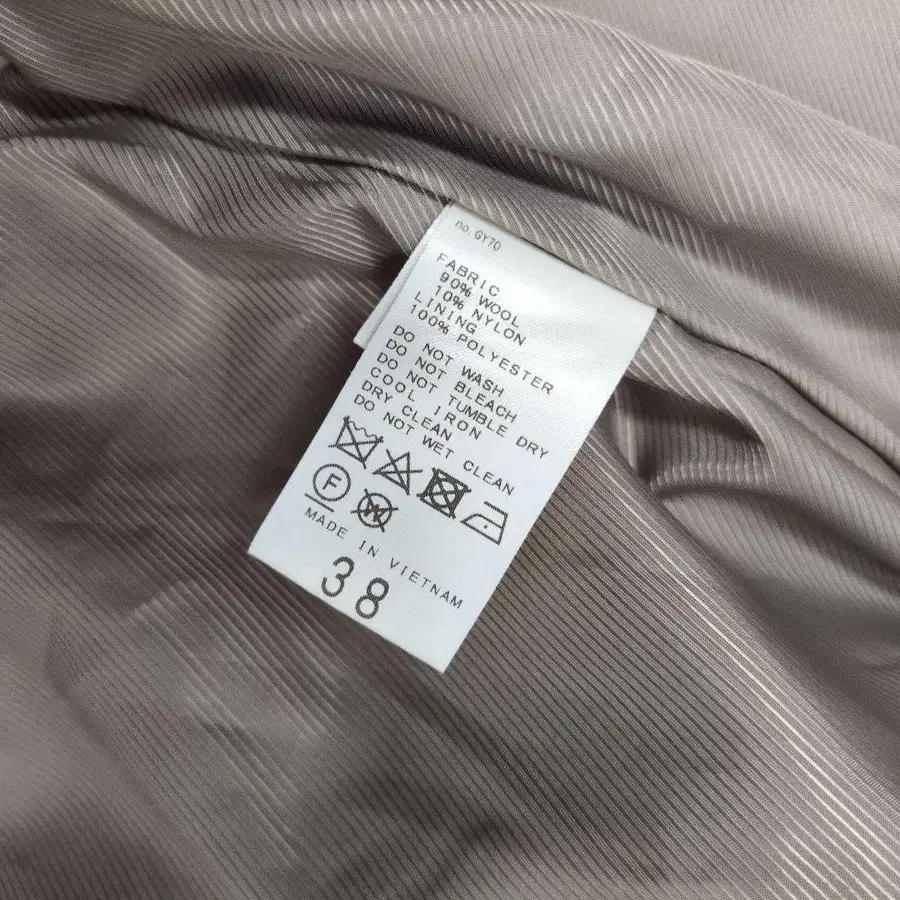 no. GY70
FABRIC
90% WOOL
10% NYLON
LINING
100% POLYESTER
DO NOT WASH
DO NOT BLEACH
DO NOT TUMBLE DRY
COOL IRON
DRY CLEAN
DO NOT WET CLEAN
F W
MADE IN VIETNAM
38